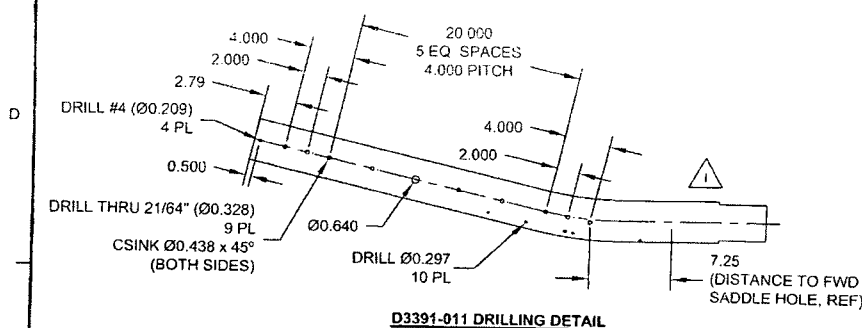 20 000
5 EQ SPACES
4.000 PITCH
4.000
2.000
2.79
DRILL #4 (Ø0.209)
4 PL
D
0.500
4.000
2.000
1
DRILL THRU 21/64" (Ø0.328)
9 PL
CSINK Ø0.438 x 45°
(BOTH SIDES)
Ø0.640
DRILL Ø0.297
10 PL
7.25
(DISTANCE TO FWD
SADDLE HOLE, REF)
D3391-011 DRILLING DETAIL